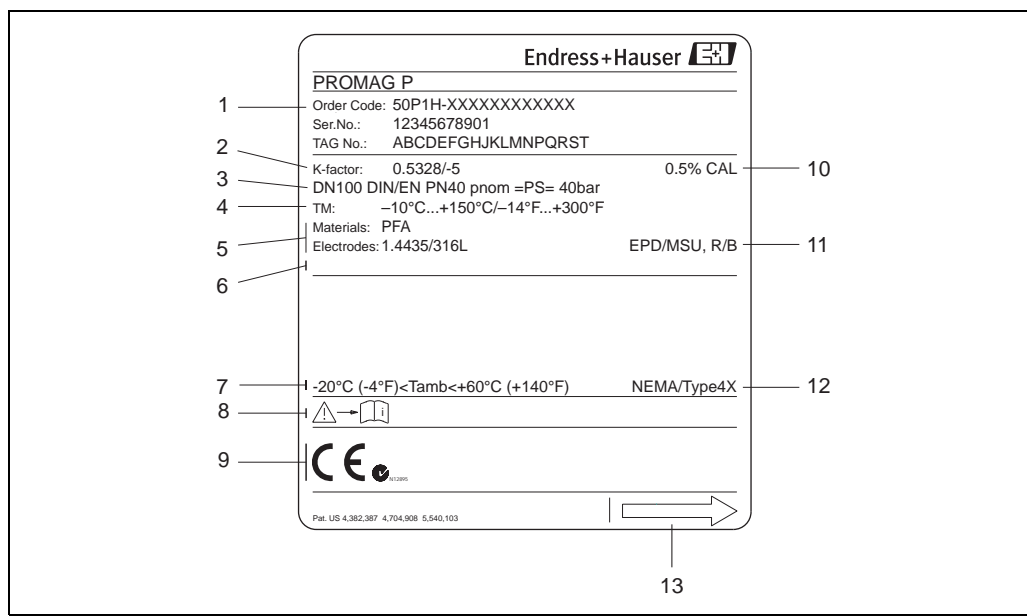 Endress+Hauser
PROMAG P
1 Order Code: 50P1H-XXXXXXXXXXXX
Ser.No.: 12345678901
TAG No.: ABCDEFGHJKLMNPQRST
2 K-factor: 0.5328/-5 0.5% CAL 10
3 DN100 DIN/EN PN40 pnom =PS= 40bar
4 TM: –10°C...+150°C/–14°F...+300°F
Materials: PFA
5 Electrodes: 1.4435/316L EPD/MSU, R/B 11
6
7 -20°C (-4°F)<Tamb<+60°C (+140°F) NEMA/Type4X 12
8 i
9 CE N12895
Pat. US 4,382,387 4,704,908 5,540,103
13